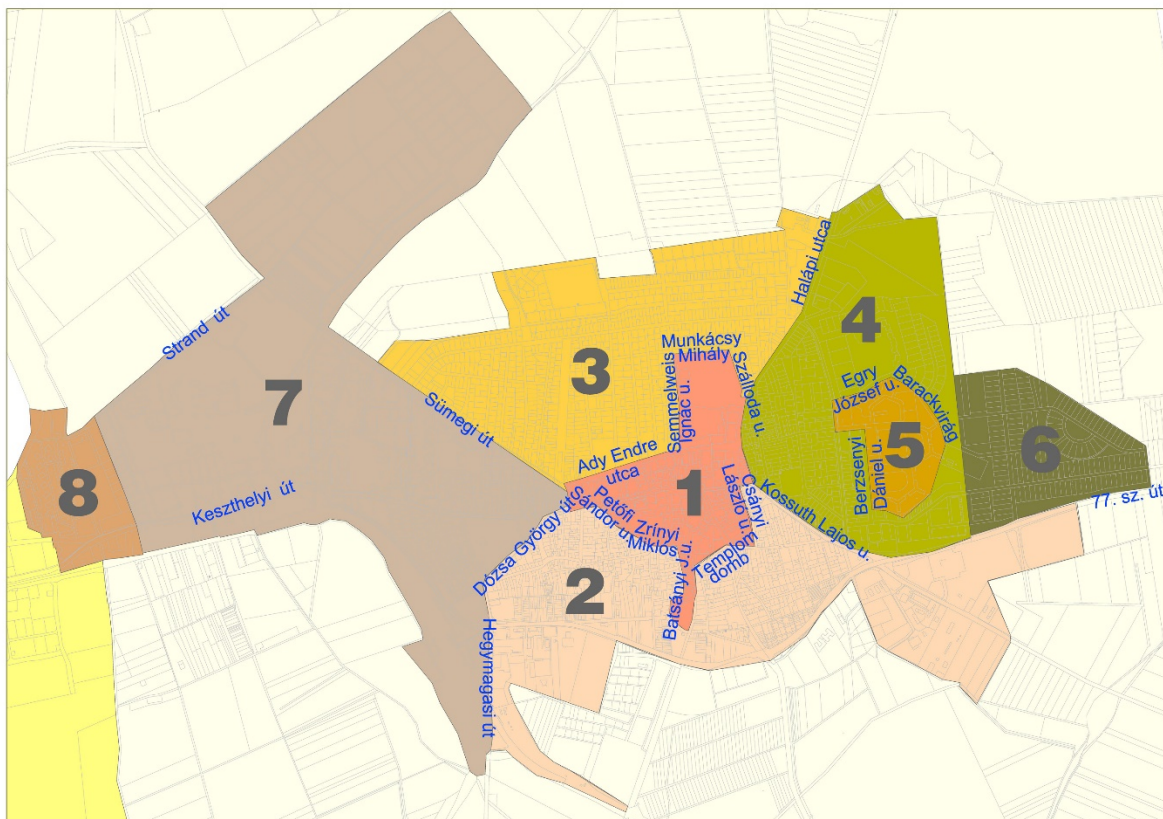 Halápi utca
4
Strand út
Munkácsy
Mihály
3
Szálloda u.
7
Semmelweis
Ignác u.
Egry
József u.
Barackvirág
Sümegi út
5
6
Berzsenyi
Dániel u.
Ady Endre
utca
8
Keszthelyi út
1
Csányi
László u.
Kossuth Lajos u.
77. sz. út
Petőfi
Sándor u.
Zrínyi
Miklós
Dózsa György út
2
Batsányi J.u.
Templom
domb
Hegymagasi út